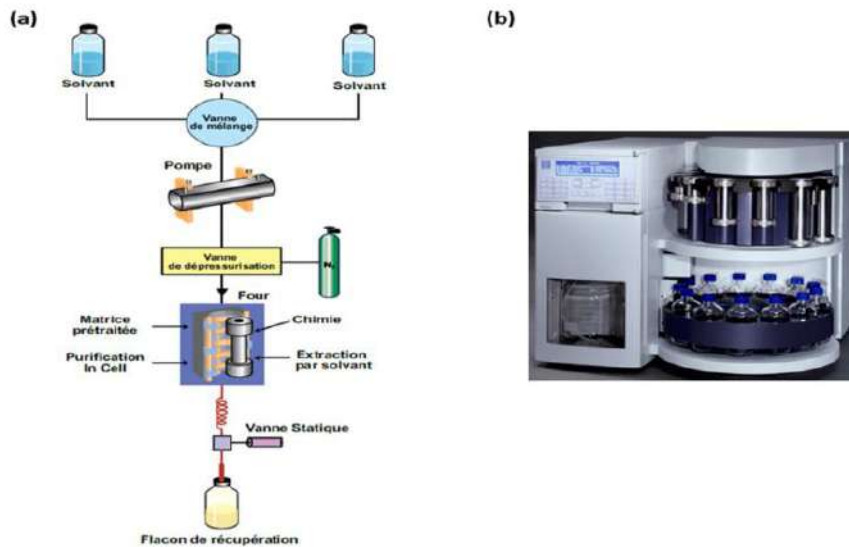 (a)
(b)
Solvant
Solvant
Solvant
Vanne
de mélange
Pompe
Vanne
de dépressurisation
N₂
Four
Matrice
prétraitée
Chimie
Purification
In Cell
Extraction
par solvant
Vanne Statique
Flacon de récupération